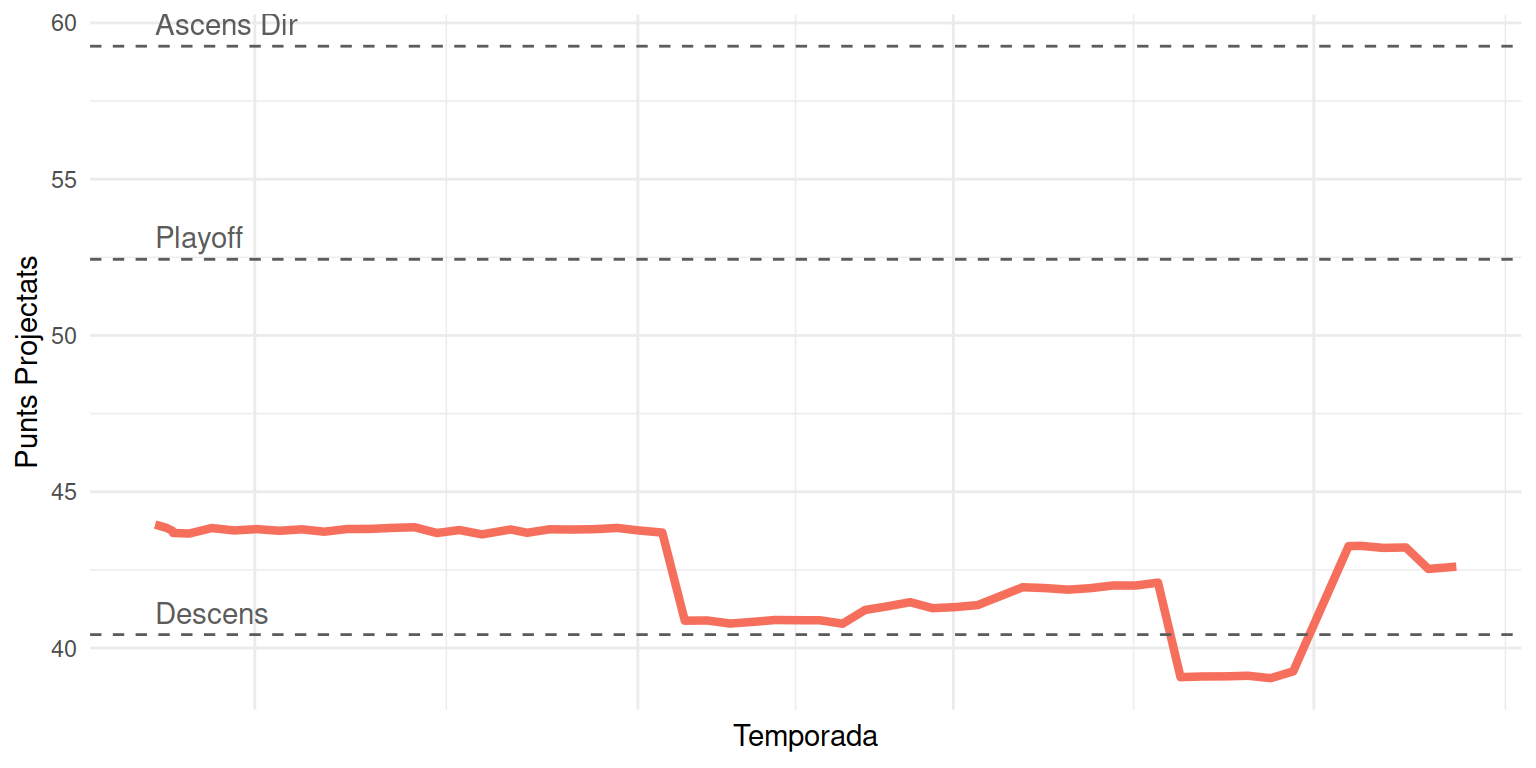 60
Ascens Dir
55
Playoff
50
45
Descens
40
Punts Projectats
Temporada